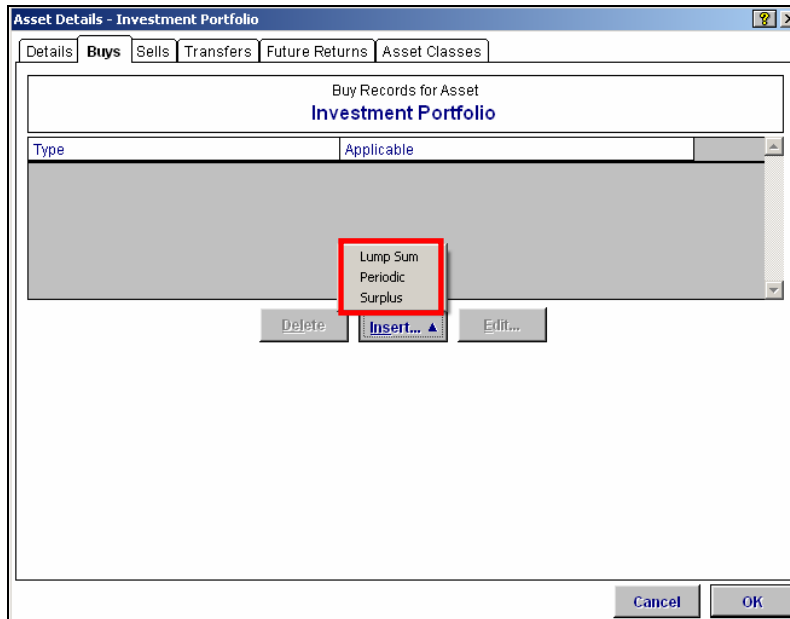 Asset Details - Investment Portfolio
Details Buys Sells Transfers Future Returns Asset Classes
Buy Records for Asset
Investment Portfolio
Type Applicable
Lump Sum
Periodic
Surplus
Delete Insert... ▲ Edit...
Cancel OK